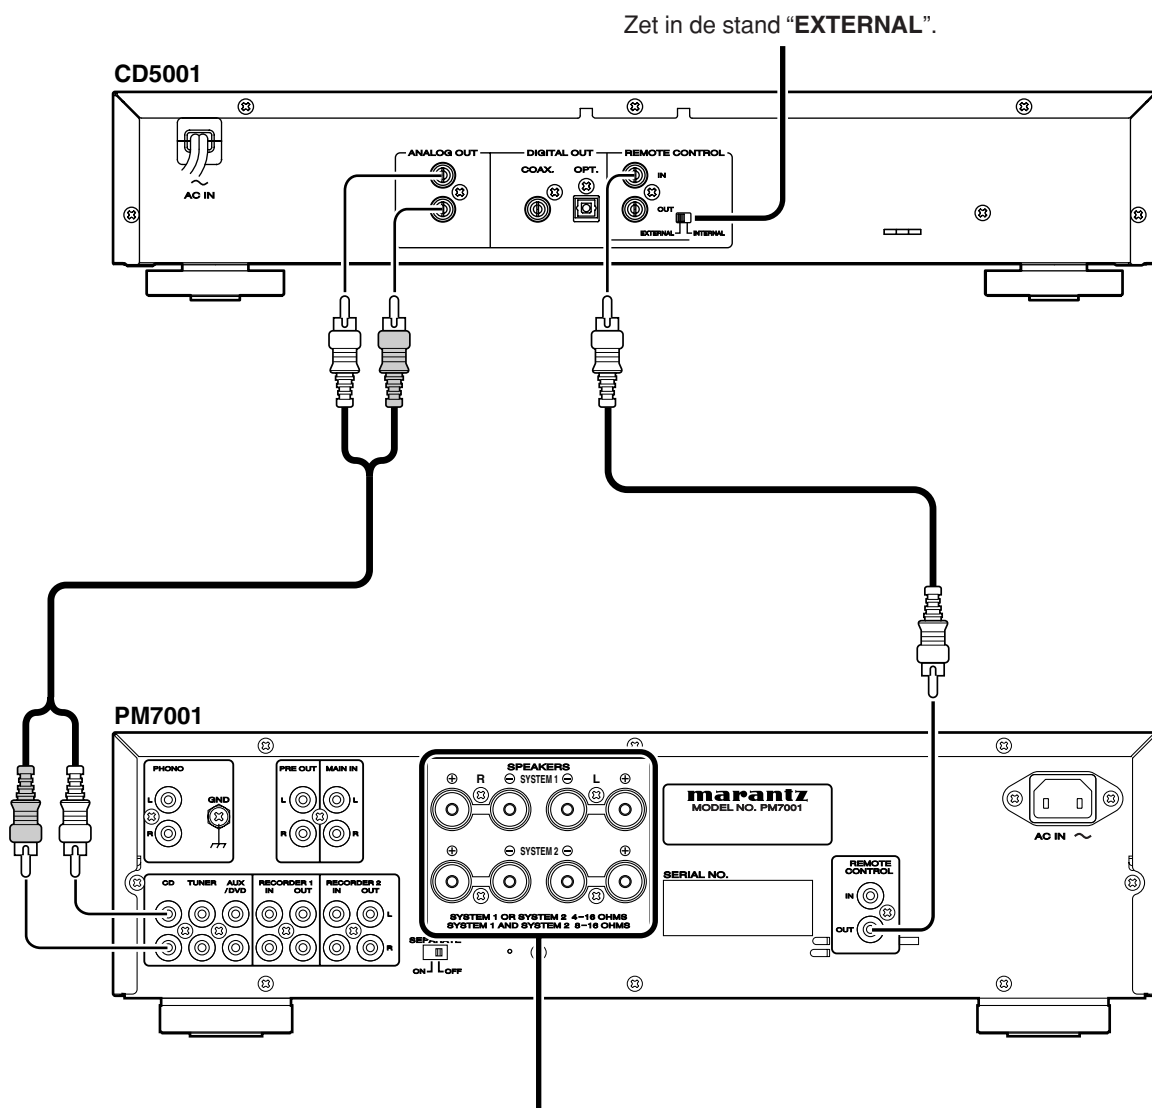 Zet in de stand “EXTERNAL”.
CD5001
ANALOG OUT
DIGITAL OUT
REMOTE CONTROL
COAX.
OPT.
IN
OUT
EXTERNAL
INTERNAL
AC IN
PM7001
PHONO
L
R
GND
PRE OUT
MAIN IN
L
L
R
R
SPEAKERS
R
SYSTEM 1
L
SYSTEM 2
SYSTEM 1 OR SYSTEM 2 4-16 OHMS
SYSTEM 1 AND SYSTEM 2 8-16 OHMS
marantz
MODEL NO. PM7001
SERIAL NO.
AC IN
REMOTE
CONTROL
IN
OUT
CD
TUNER
AUX
/DVD
RECORDER 1
IN
OUT
RECORDER 2
IN
OUT
L
R
SEPARATE
ON
OFF